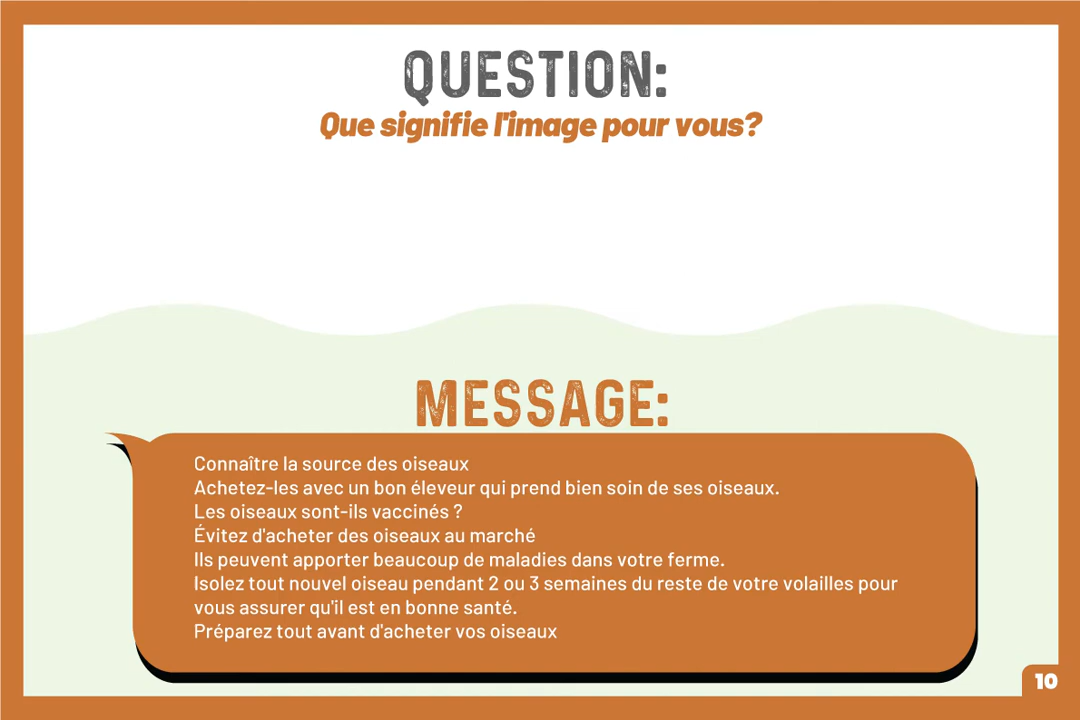 QUESTION:
Que signifie l'image pour vous?
MESSAGE:
Connaître la source des oiseaux
Achetez-les avec un bon éleveur qui prend bien soin de ses oiseaux.
Les oiseaux sont-ils vaccinés ?
Évitez d'acheter des oiseaux au marché
Ils peuvent apporter beaucoup de maladies dans votre ferme.
Isolez tout nouvel oiseau pendant 2 ou 3 semaines du reste de votre volailles pour
vous assurer qu'il est en bonne santé.
Préparez tout avant d'acheter vos oiseaux
10